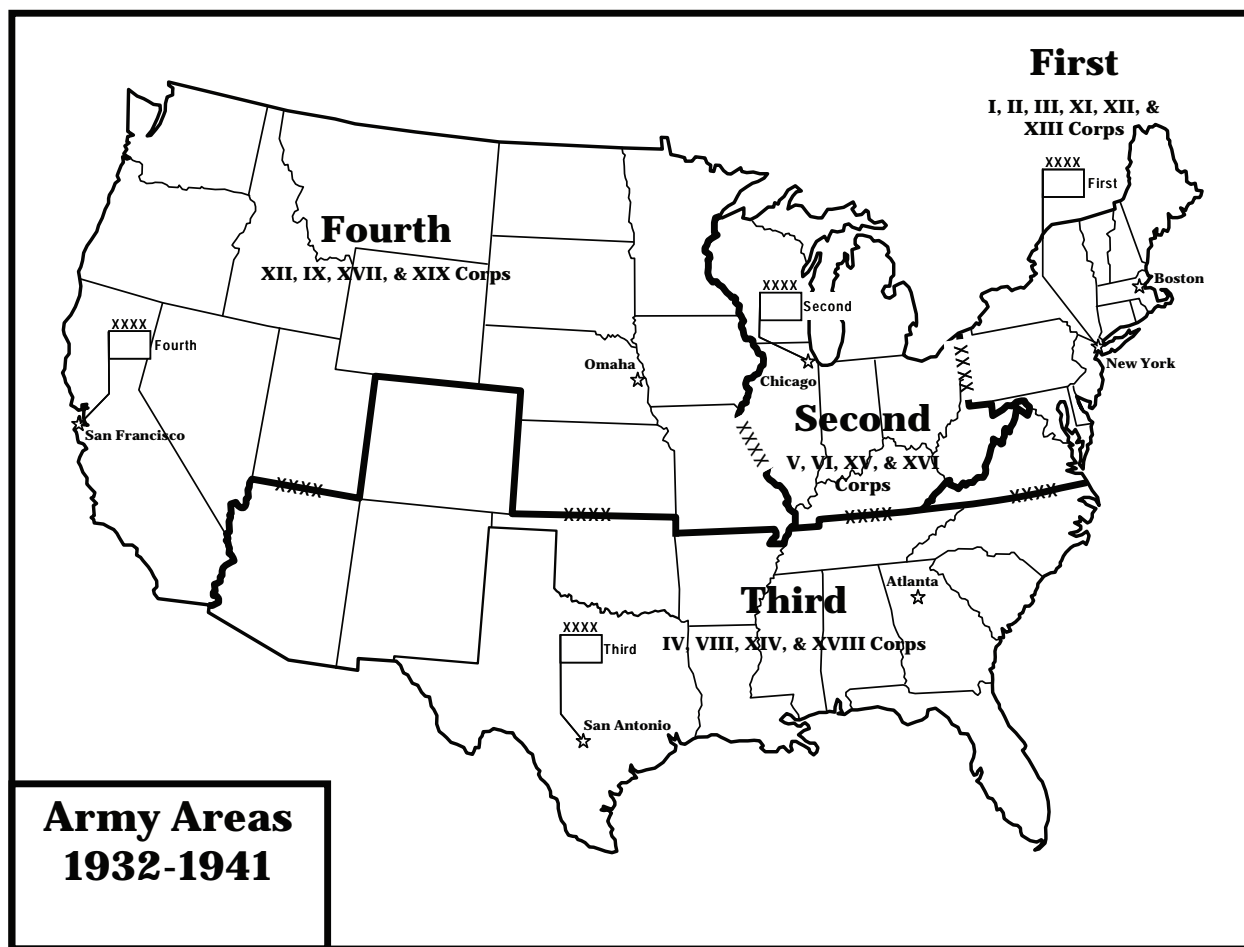 First
I, II, III, XI, XII, &
XIII Corps
XXXX
First
Boston
New York
Fourth
XII, IX, XVII, & XIX Corps
XXXX
Fourth
San Francisco
Omaha
XXXX
Second
Chicago
Second
V, VI, XV, & XVI
Corps
XXXX
XXXX
XXXX
XXXX
XXXX
XXXX
Third
IV, VIII, XIV, & XVIII Corps
Atlanta
XXXX
Third
San Antonio
Army Areas
1932-1941